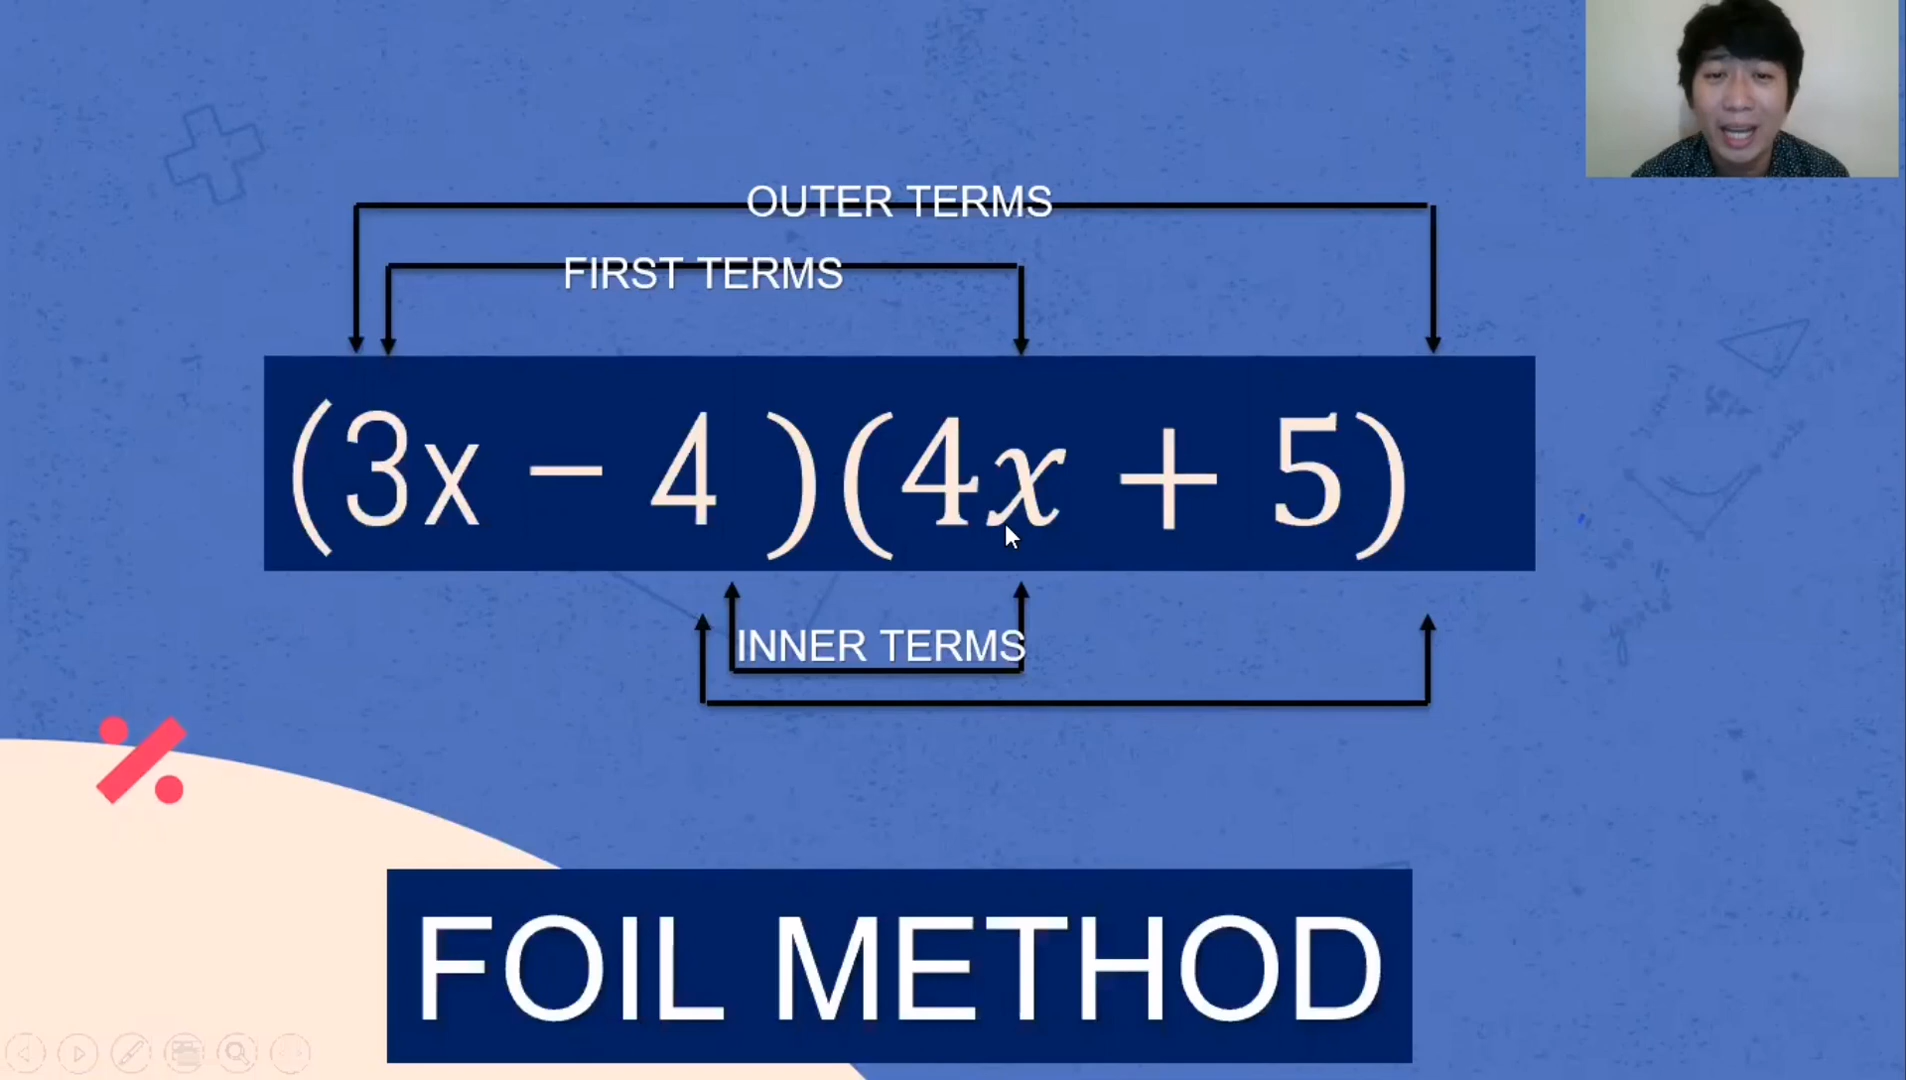 OUTER TERMS
FIRST TERMS
(3x − 4 )(4x + 5)
INNER TERMS
FOIL METHOD